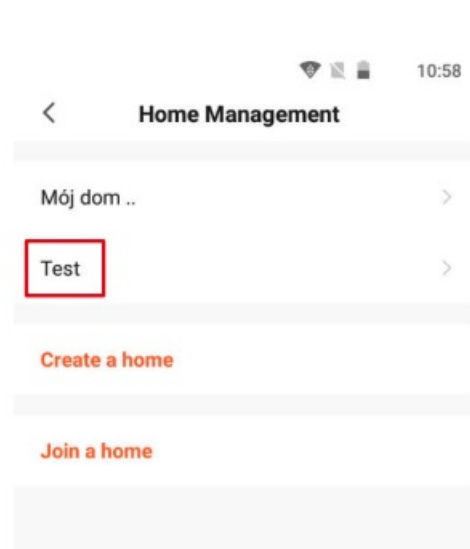 10:58
Home Management
Mój dom ..
Test
Create a home
Join a home